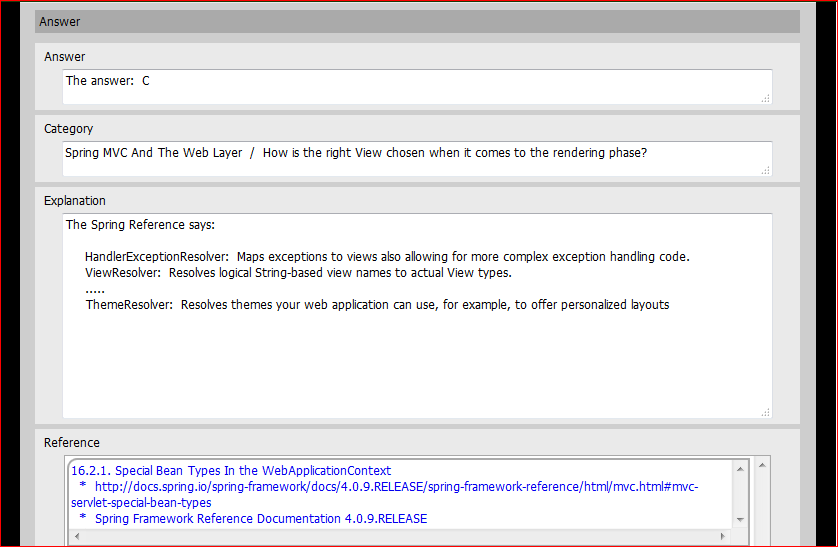 Answer
Answer
The answer:  C
Category
Spring MVC And The Web Layer  /  How is the right View chosen when it comes to the rendering phase?
Explanation
The Spring Reference says:
HandlerExceptionResolver:  Maps exceptions to views also allowing for more complex exception handling code.
ViewResolver:  Resolves logical String-based view names to actual View types.
.....
ThemeResolver:  Resolves themes your web application can use, for example, to offer personalized layouts
Reference
16.2.1. Special Bean Types In the WebApplicationContext
*  http://docs.spring.io/spring-framework/docs/4.0.9.RELEASE/spring-framework-reference/html/mvc.html#mvc-
servlet-special-bean-types
*  Spring Framework Reference Documentation 4.0.9.RELEASE